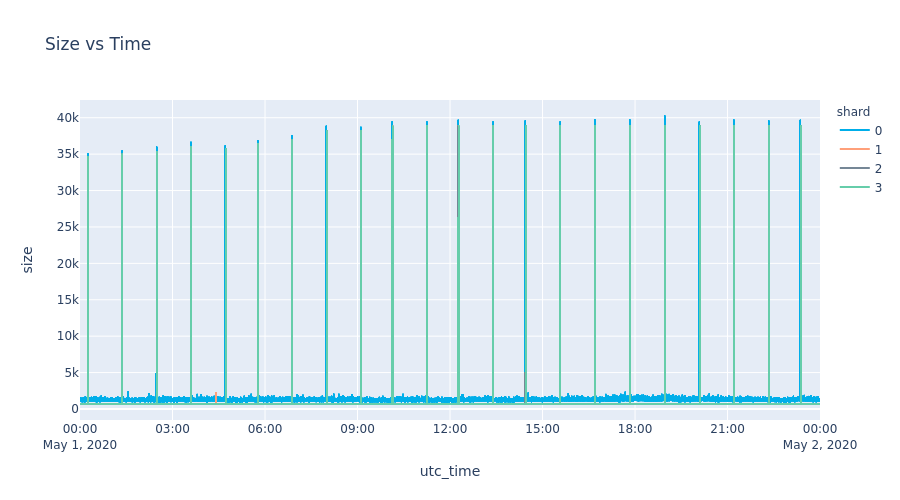 Size vs Time
shard
0
1
2
3
40k
35k
30k
25k
20k
15k
10k
5k
0
size
00:00
May 1, 2020
03:00
06:00
09:00
12:00
15:00
18:00
21:00
00:00
May 2, 2020
utc_time